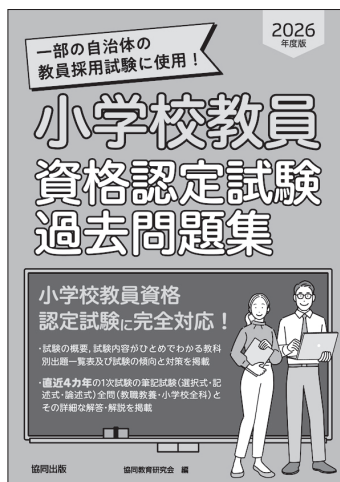 一部の自治体の
教員採用試験に使用！
2026
年度版
小学校教員
資格認定試験
過去問題集
小学校教員資格
認定試験に完全対応！
・試験の概要，試験内容がひとめでわかる教科
別出題一覧表及び試験の傾向と対策を掲載
・直近4カ年の1次試験の筆記試験（選択式・記
述式・論述式）全問（教職教養・小学校全科）と
その詳細な解答・解説を掲載
協同出版
協同教育研究会 編